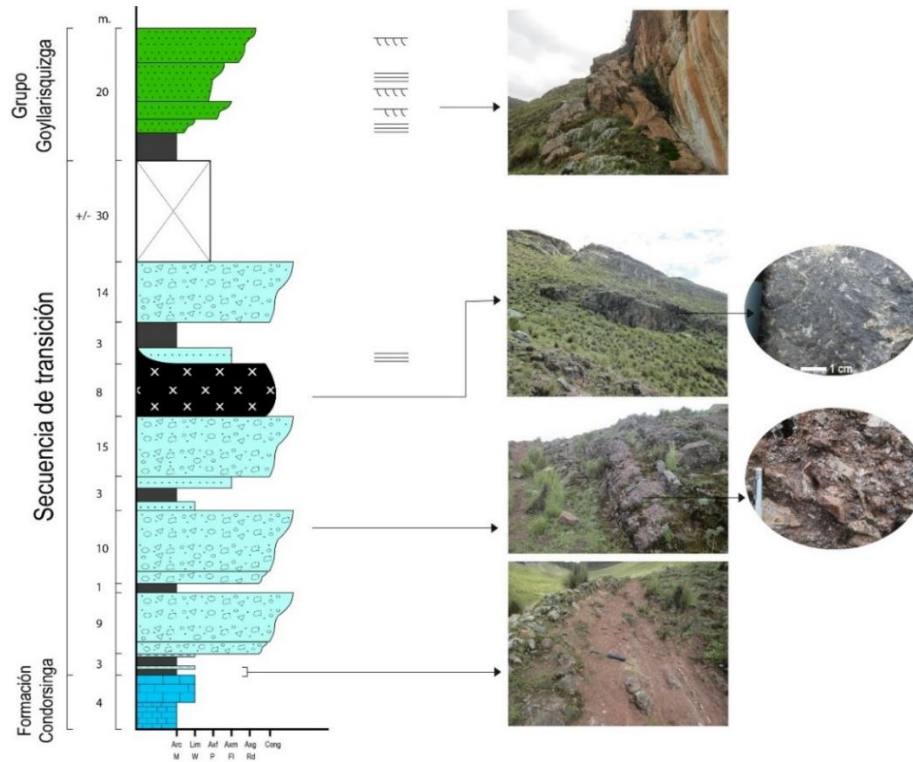 m.
Grupo
Goyllarisquizga
20
+/- 30
Secuencia de transición
14
3
8
15
3
10
1
9
3
Formación
Condorsinga
4
1 cm
Arc Lim Axf Axm Axg Cong
M W P Fl Rd